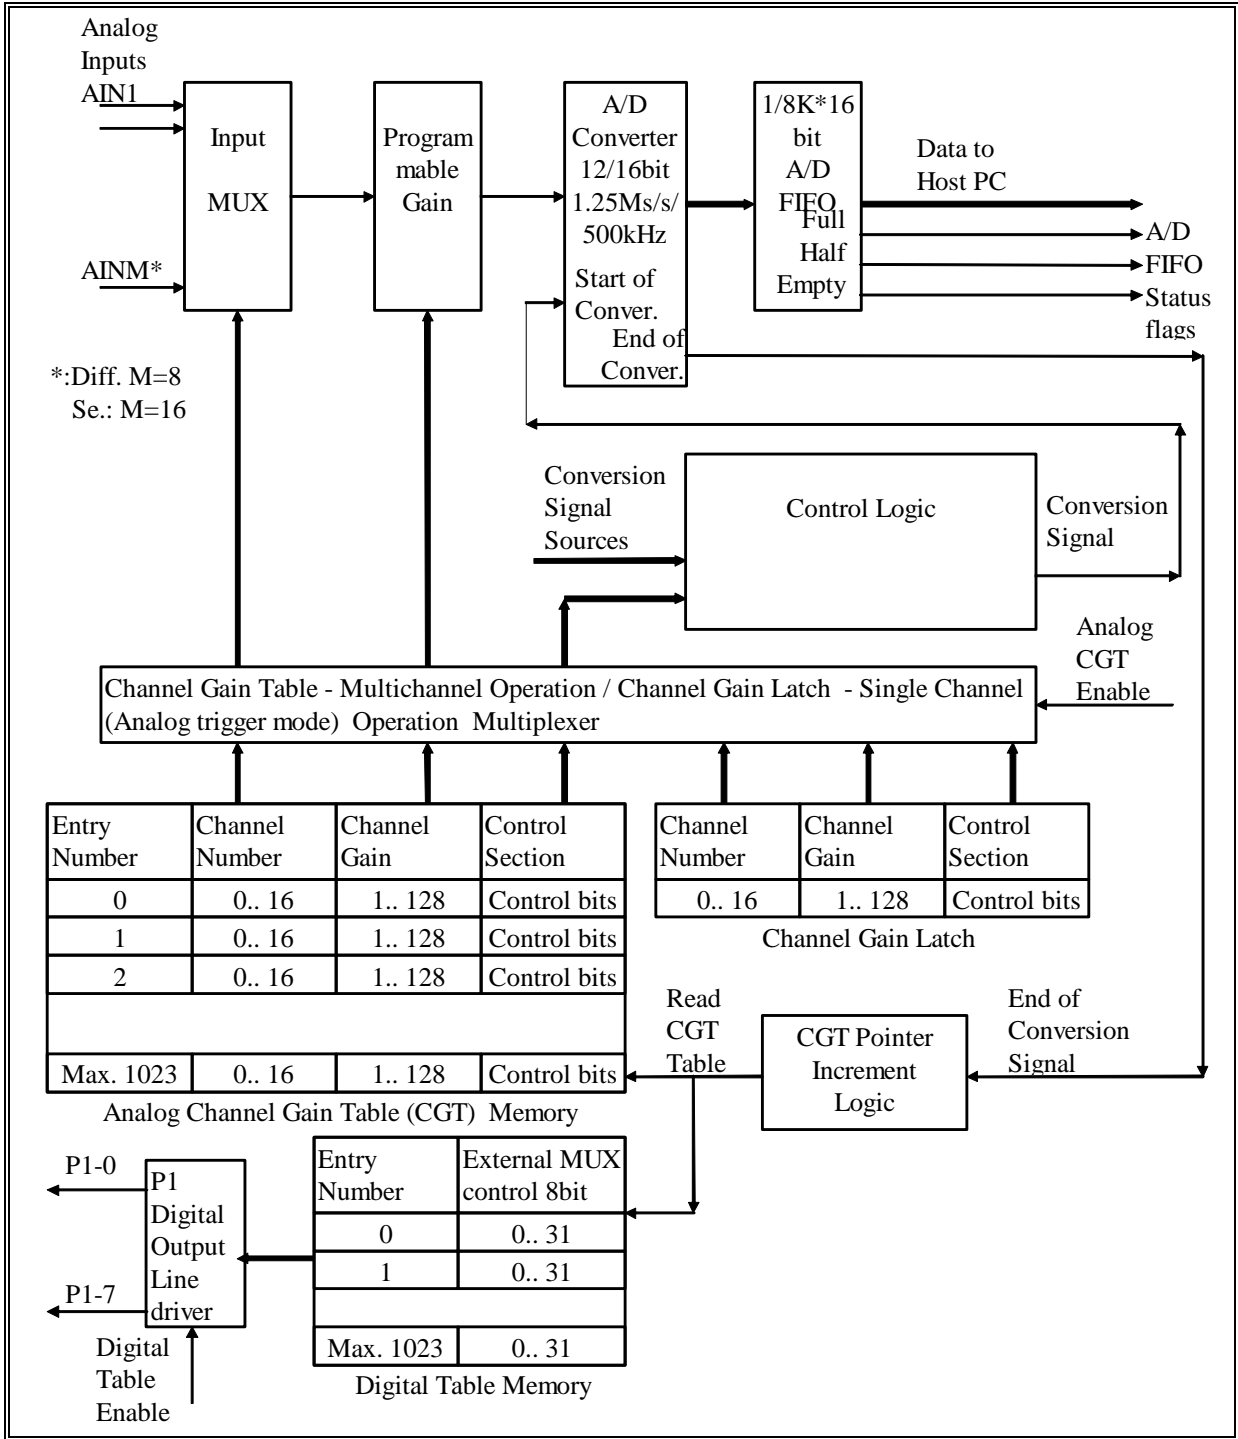 Analog
Inputs
AIN1
AINM*
*:Diff. M=8
Se.: M=16
Input
MUX
Program
mable
Gain
A/D
Converter
12/16bit
1.25Ms/s/
500kHz
Start of
Conver.
End of
Conver.
1/8K*16
bit
A/D
FIFO
Full
Half
Empty
Data to
Host PC
A/D
FIFO
Status
flags
Conversion
Signal
Sources
Control Logic
Conversion
Signal
Analog
CGT
Enable
Channel Gain Table - Multichannel Operation / Channel Gain Latch - Single Channel
(Analog trigger mode) Operation Multiplexer
Entry Number Channel Number Channel Gain Control Section
0 0.. 16 1.. 128 Control bits
1 0.. 16 1.. 128 Control bits
2 0.. 16 1.. 128 Control bits
Max. 1023 0.. 16 1.. 128 Control bits
Analog Channel Gain Table (CGT) Memory
Channel Number Channel Gain Control Section
0.. 16 1.. 128 Control bits
Channel Gain Latch
Read
CGT
Table
CGT Pointer
Increment
Logic
End of
Conversion
Signal
P1-0
P1-7
P1
Digital
Output
Line
driver
Digital
Table
Enable
Entry Number External MUX control 8bit
0 0.. 31
1 0.. 31
Max. 1023 0.. 31
Digital Table Memory